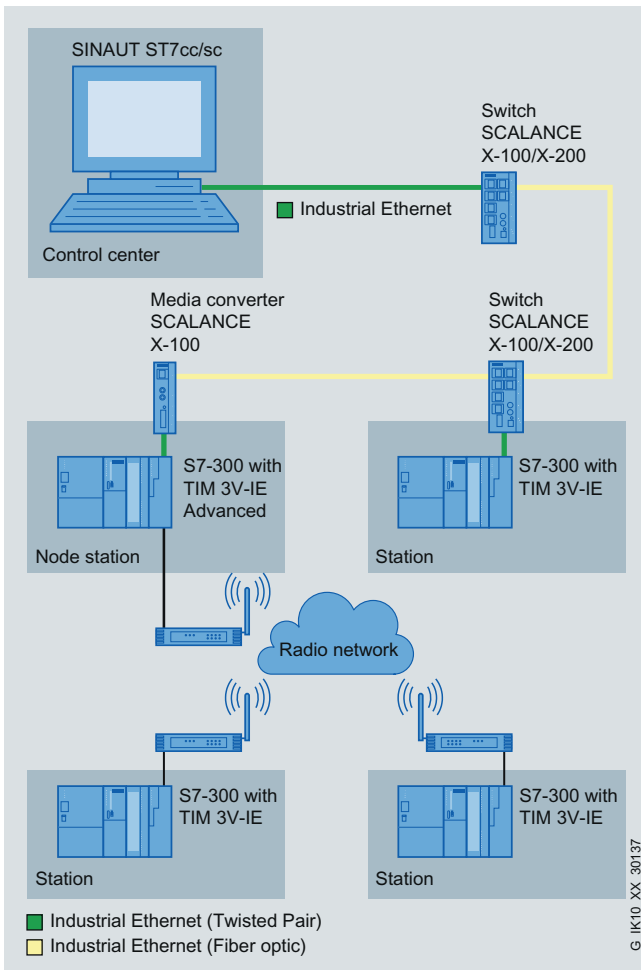 SINAUT ST7cc/sc
Switch
SCALANCE
X-100/X-200
Industrial Ethernet
Control center
Media converter
SCALANCE
X-100
Switch
SCALANCE
X-100/X-200
S7-300 with
TIM 3V-IE
Advanced
Node station
S7-300 with
TIM 3V-IE
Station
Radio network
S7-300 with
TIM 3V-IE
Station
S7-300 with
TIM 3V-IE
Station
Industrial Ethernet (Twisted Pair)
Industrial Ethernet (Fiber optic)
G_IK10_XX_30137